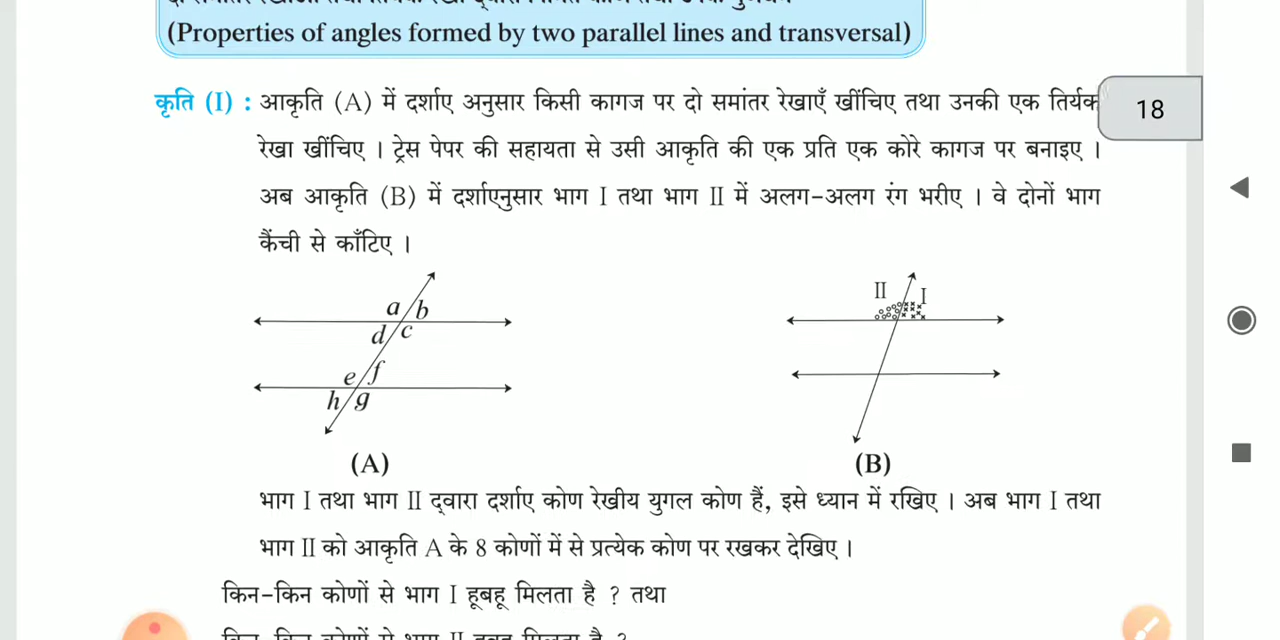 (Properties of angles formed by two parallel lines and transversal)
कृति (I) : आकृति (A) में दर्शाए अनुसार किसी कागज पर दो समांतर रेखाएँ खींचिए तथा उनकी एक तिर्यक
18
रेखा खींचिए । ट्रेस पेपर की सहायता से उसी आकृति की एक प्रति एक कोरे कागज पर बनाइए ।
अब आकृति (B) में दर्शाएनुसार भाग I तथा भाग II में अलग-अलग रंग भरीए । वे दोनों भाग
कैंची से काँटिए ।
a b
d c
e f
h g
(A)
II I
(B)
भाग I तथा भाग II द्वारा दर्शाए कोण रेखीय युगल कोण हैं, इसे ध्यान में रखिए । अब भाग I तथा
भाग II को आकृति A के 8 कोणों में से प्रत्येक कोण पर रखकर देखिए ।
किन-किन कोणों से भाग I हूबहू मिलता है ? तथा